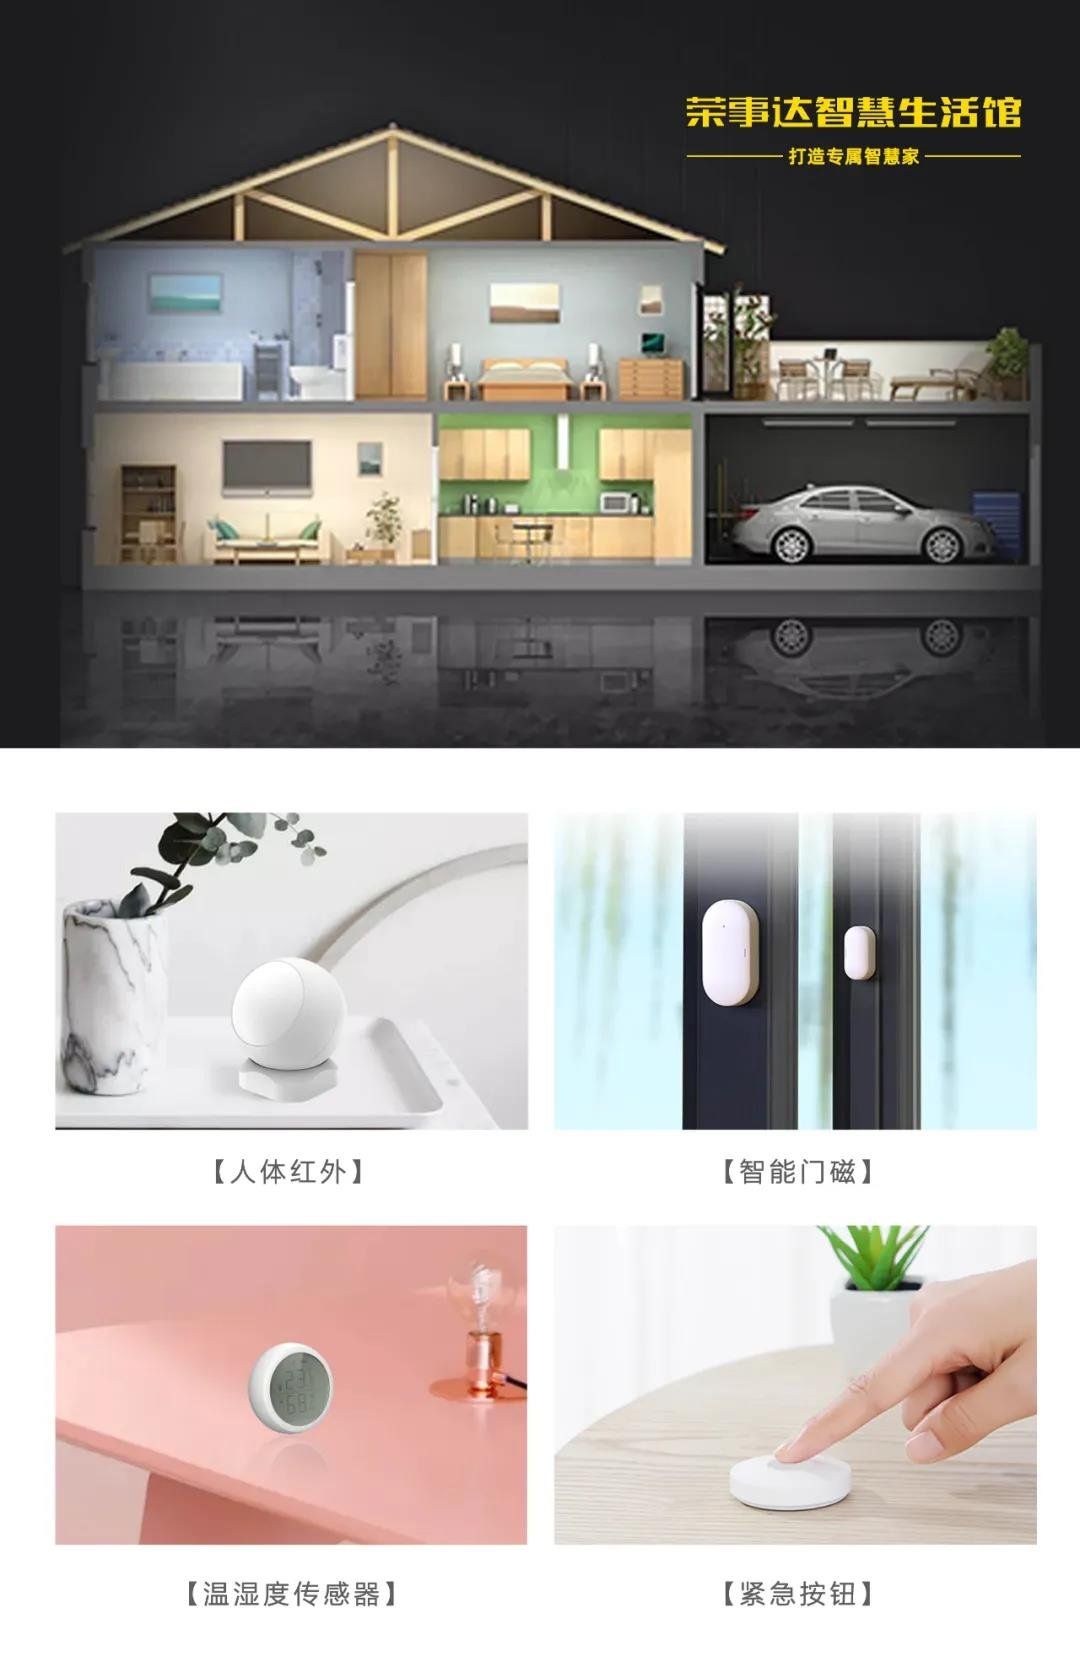 荣事达智慧生活馆
打造专属智慧家
【人体红外】
【智能门磁】
【温湿度传感器】
【紧急按钮】